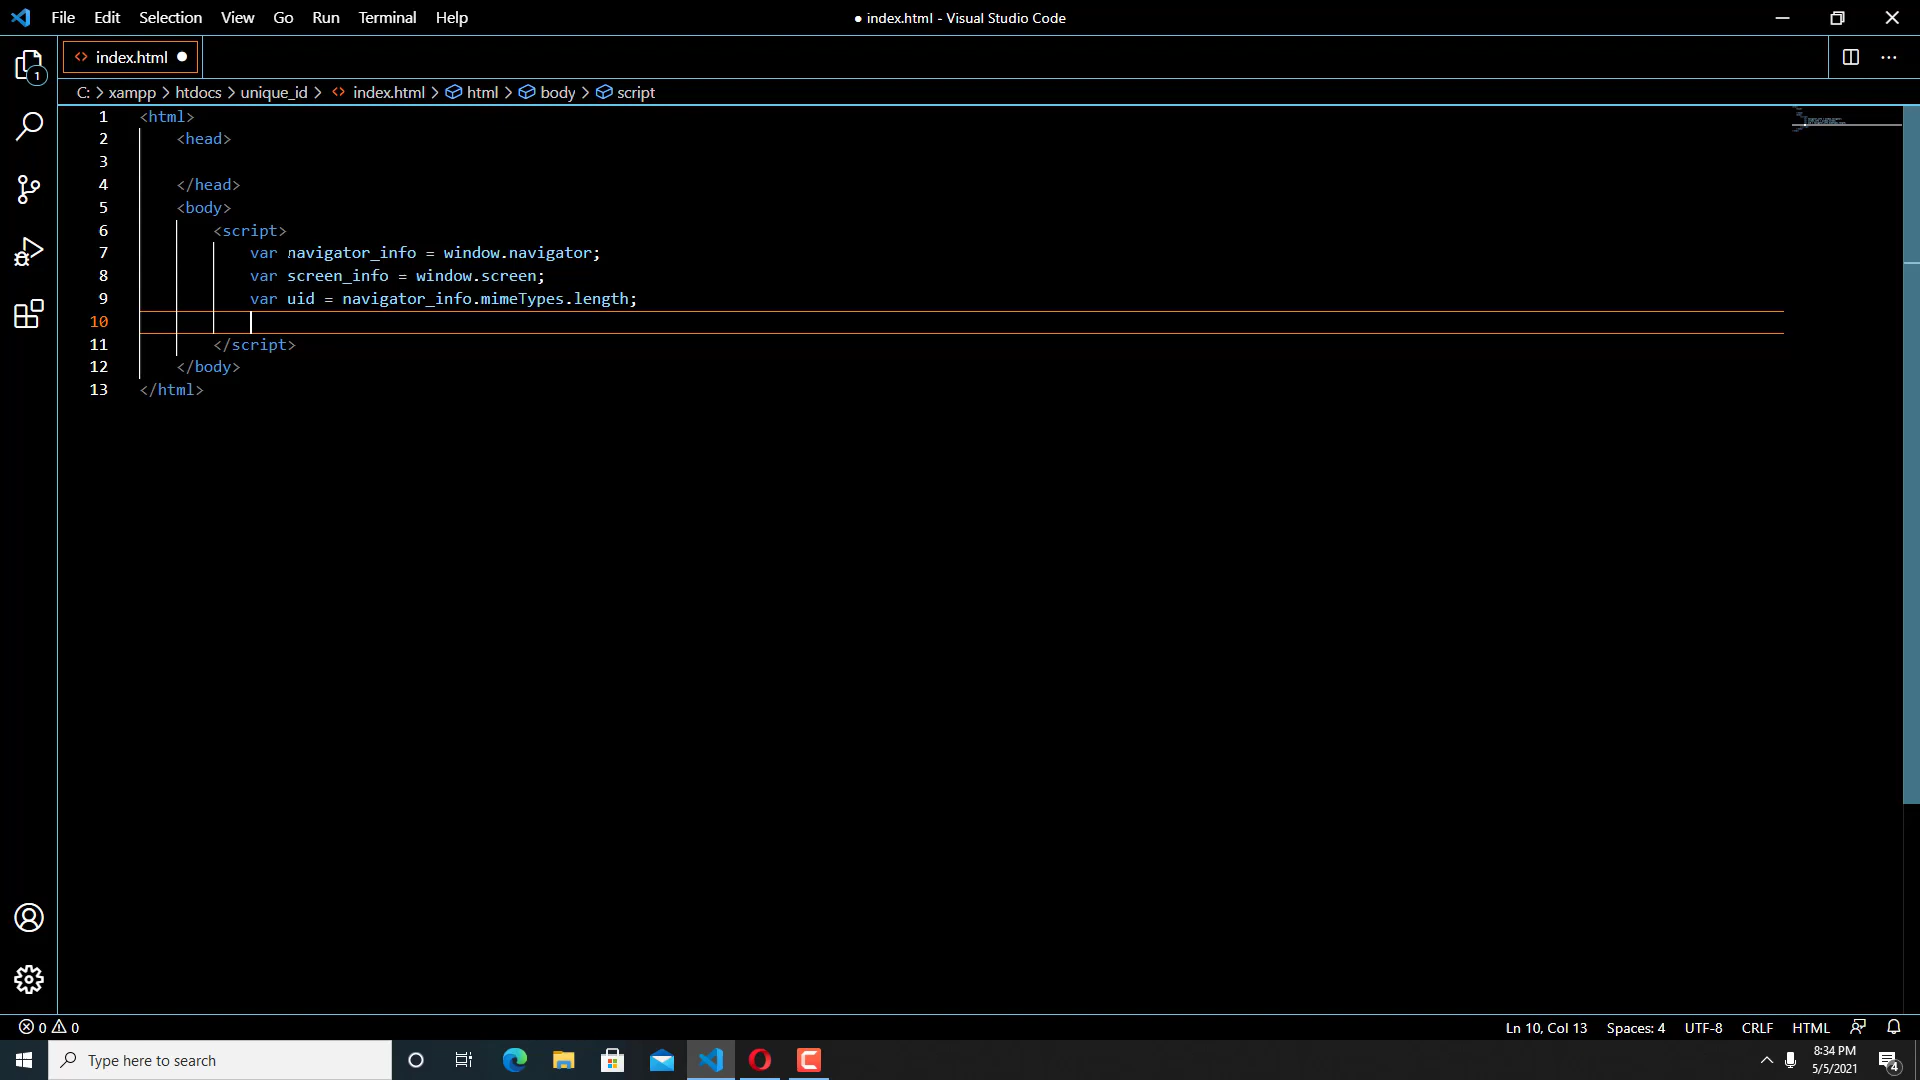 File Edit Selection View Go Run Terminal Help
● index.html - Visual Studio Code
1
<> index.html ●
C: > xampp > htdocs > unique_id > <> index.html > html > body > script
1 <html>
2 <head>
3
4 </head>
5 <body>
6 <script>
7 var navigator_info = window.navigator;
8 var screen_info = window.screen;
9 var uid = navigator_info.mimeTypes.length;
10
11 </script>
12 </body>
13 </html>
0 0
Ln 10, Col 13 Spaces: 4 UTF-8 CRLF HTML
Type here to search
8:34 PM
5/5/2021
4